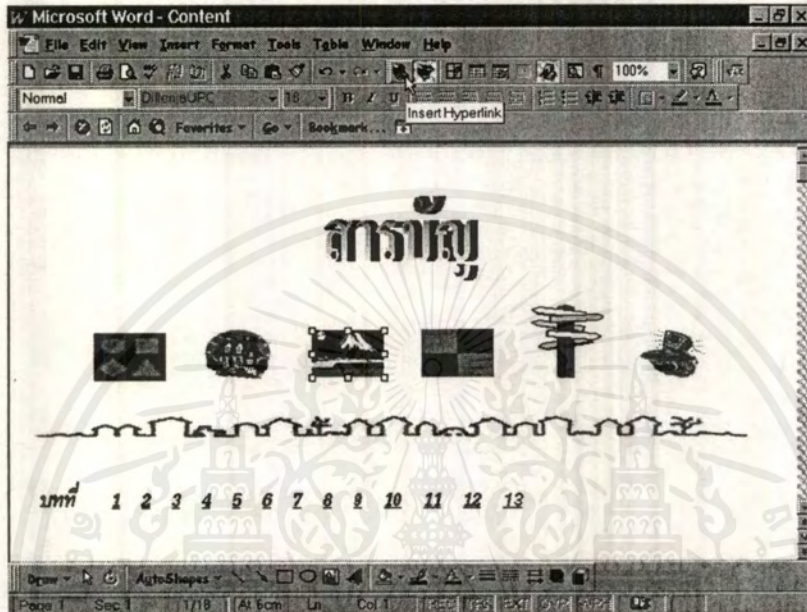 Microsoft Word - Content
File Edit View Insert Format Tools Table Window Help
100%
Normal DilleniaUPC 16 B I U
Insert Hyperlink
Favorites Go Bookmark...
สารบัญ
บทที่ 1 2 3 4 5 6 7 8 9 10 11 12 13
Draw AutoShapes
Page 1 Sec 1 1/18 At 6cm Ln Col 1 REC TRK EXT OVR